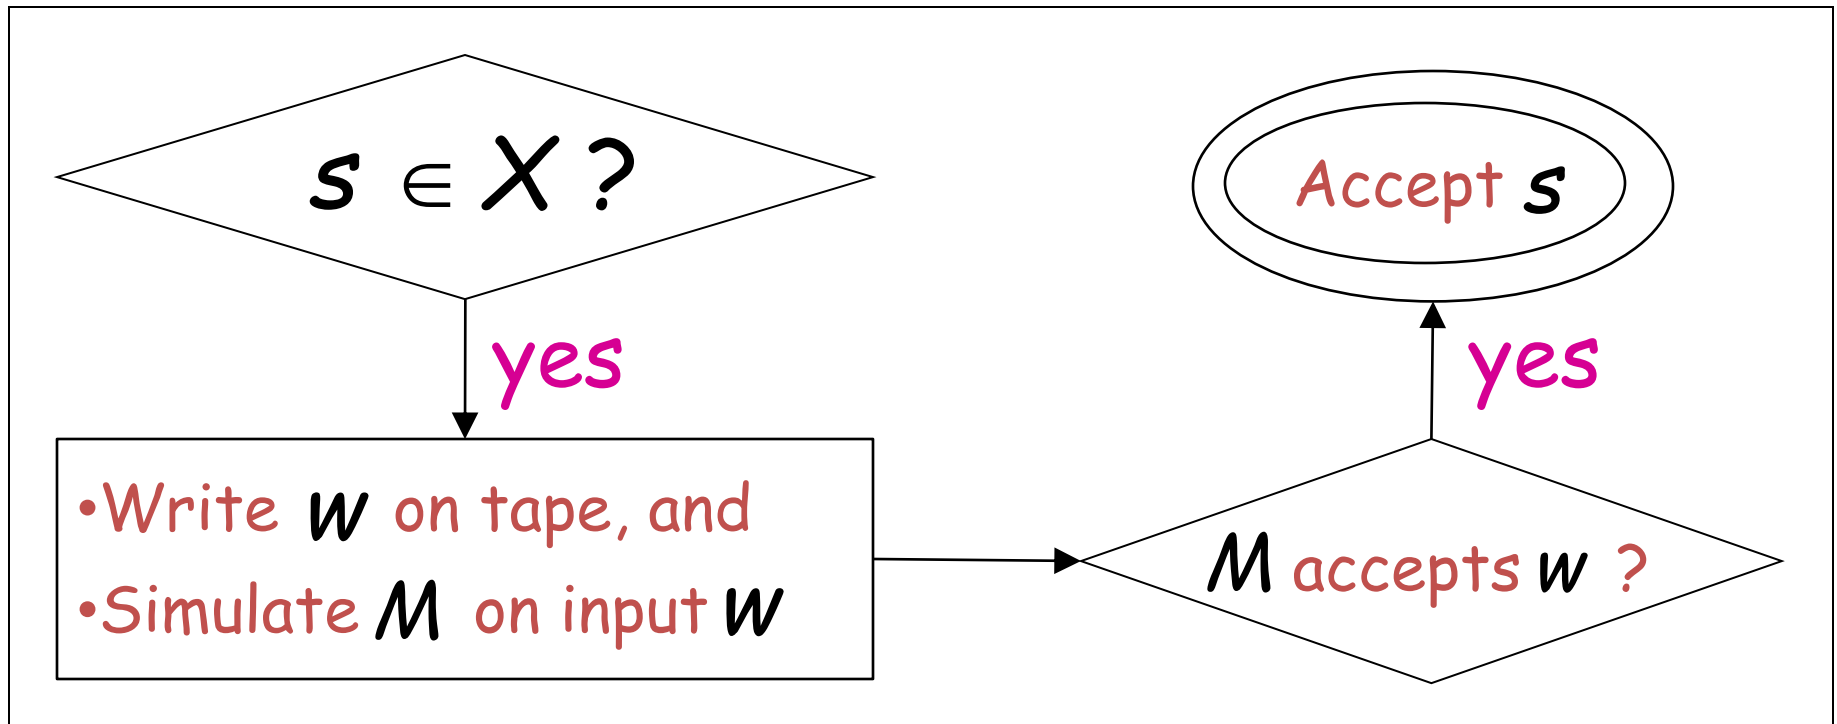 s ∈ X ?
yes
•Write w on tape, and
•Simulate M on input w
M accepts w ?
yes
Accept s